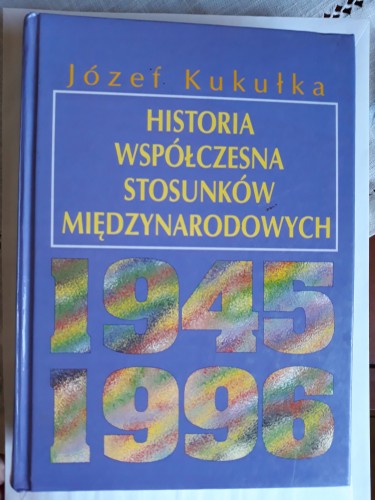 Józef Kukułka
HISTORIA
WSPÓŁCZESNA
STOSUNKÓW
MIĘDZYNARODOWYCH
1945
1996